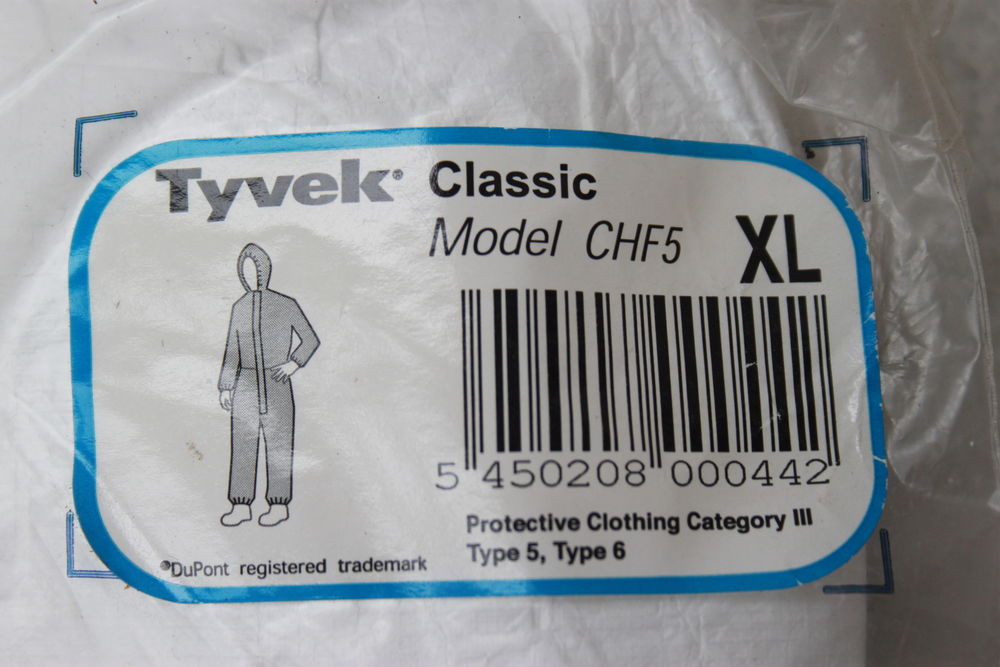 Tyvek® Classic
Model CHF5 XL
5 450208 000442
Protective Clothing Category III
Type 5, Type 6
®DuPont registered trademark